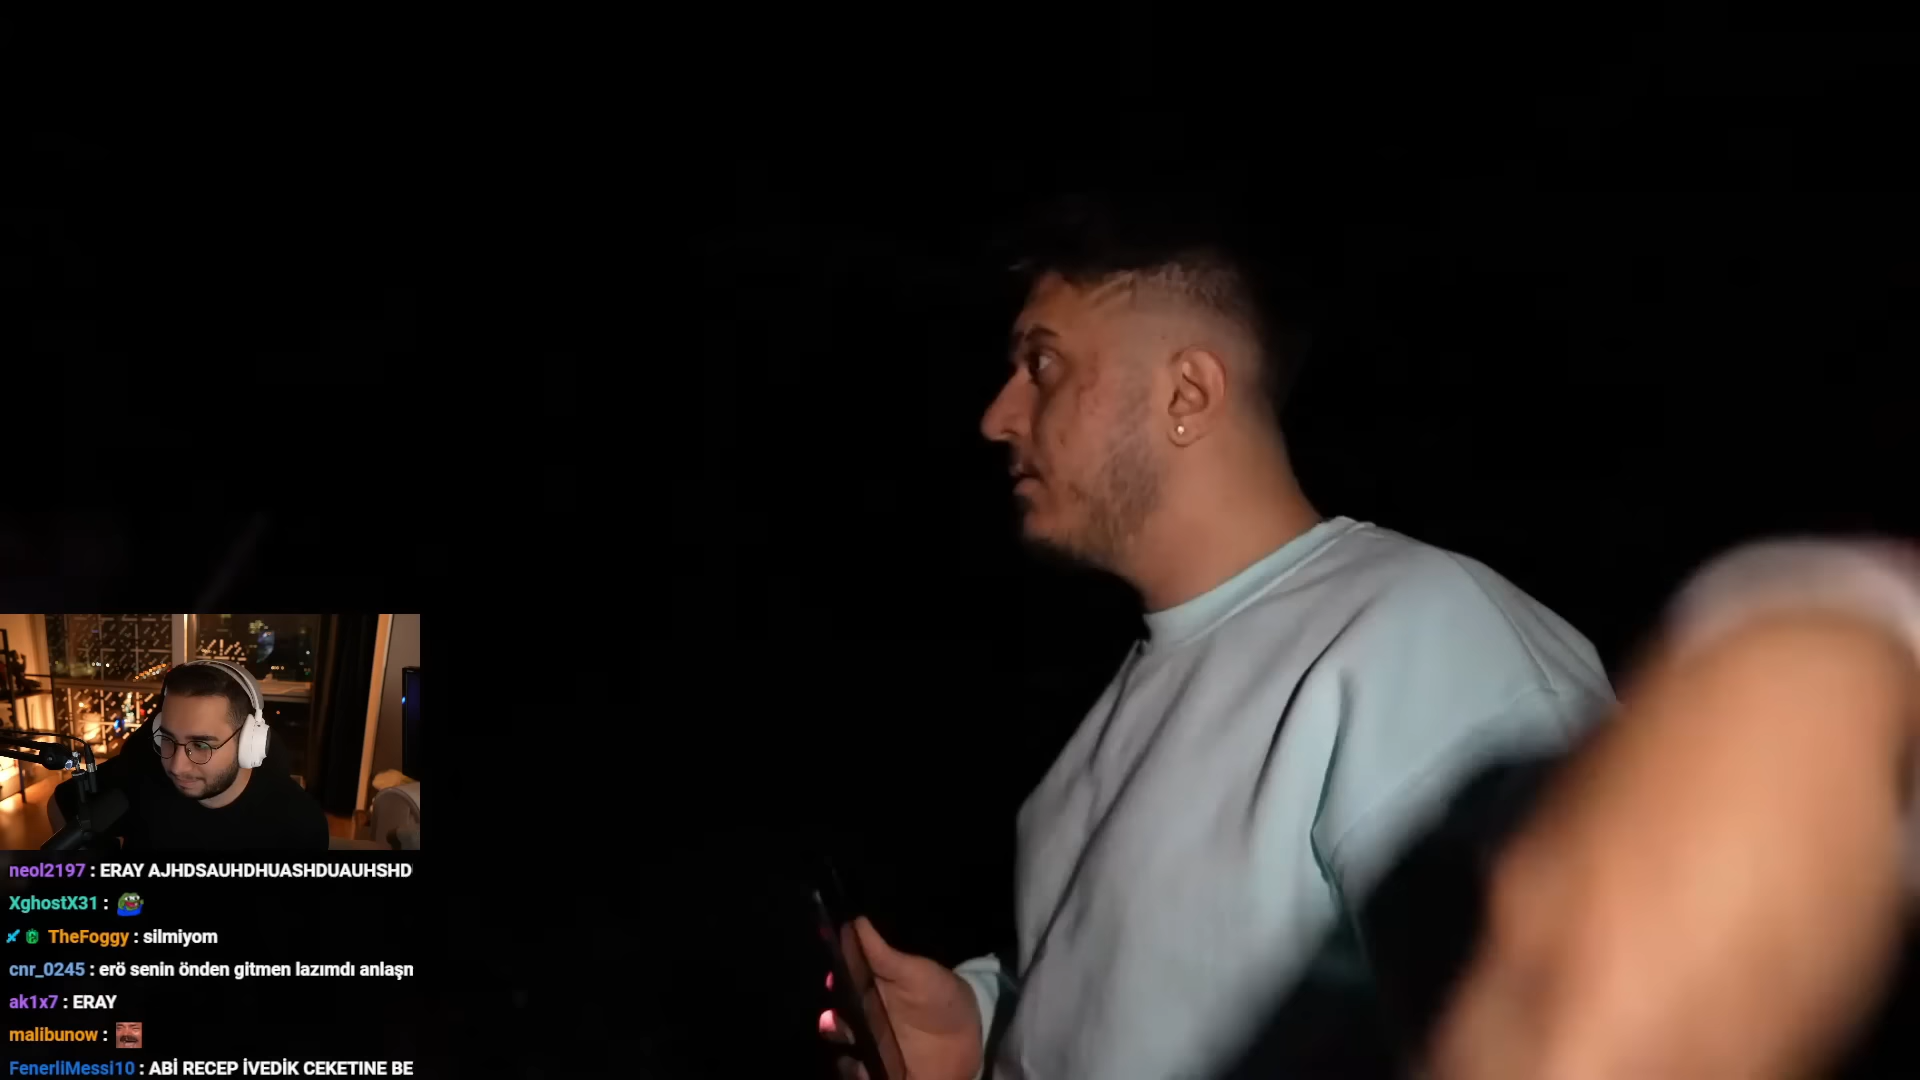 neol2197 : ERAY AJHDSAUHDHUASHDUAUHSHD
XghostX31 :
TheFoggy : silmiyom
cnr_0245 : erö senin önden gitmen lazımdı anlaşn
ak1x7 : ERAY
malibunow :
FenerliMessi10 : ABİ RECEP İVEDİK CEKETINE BE